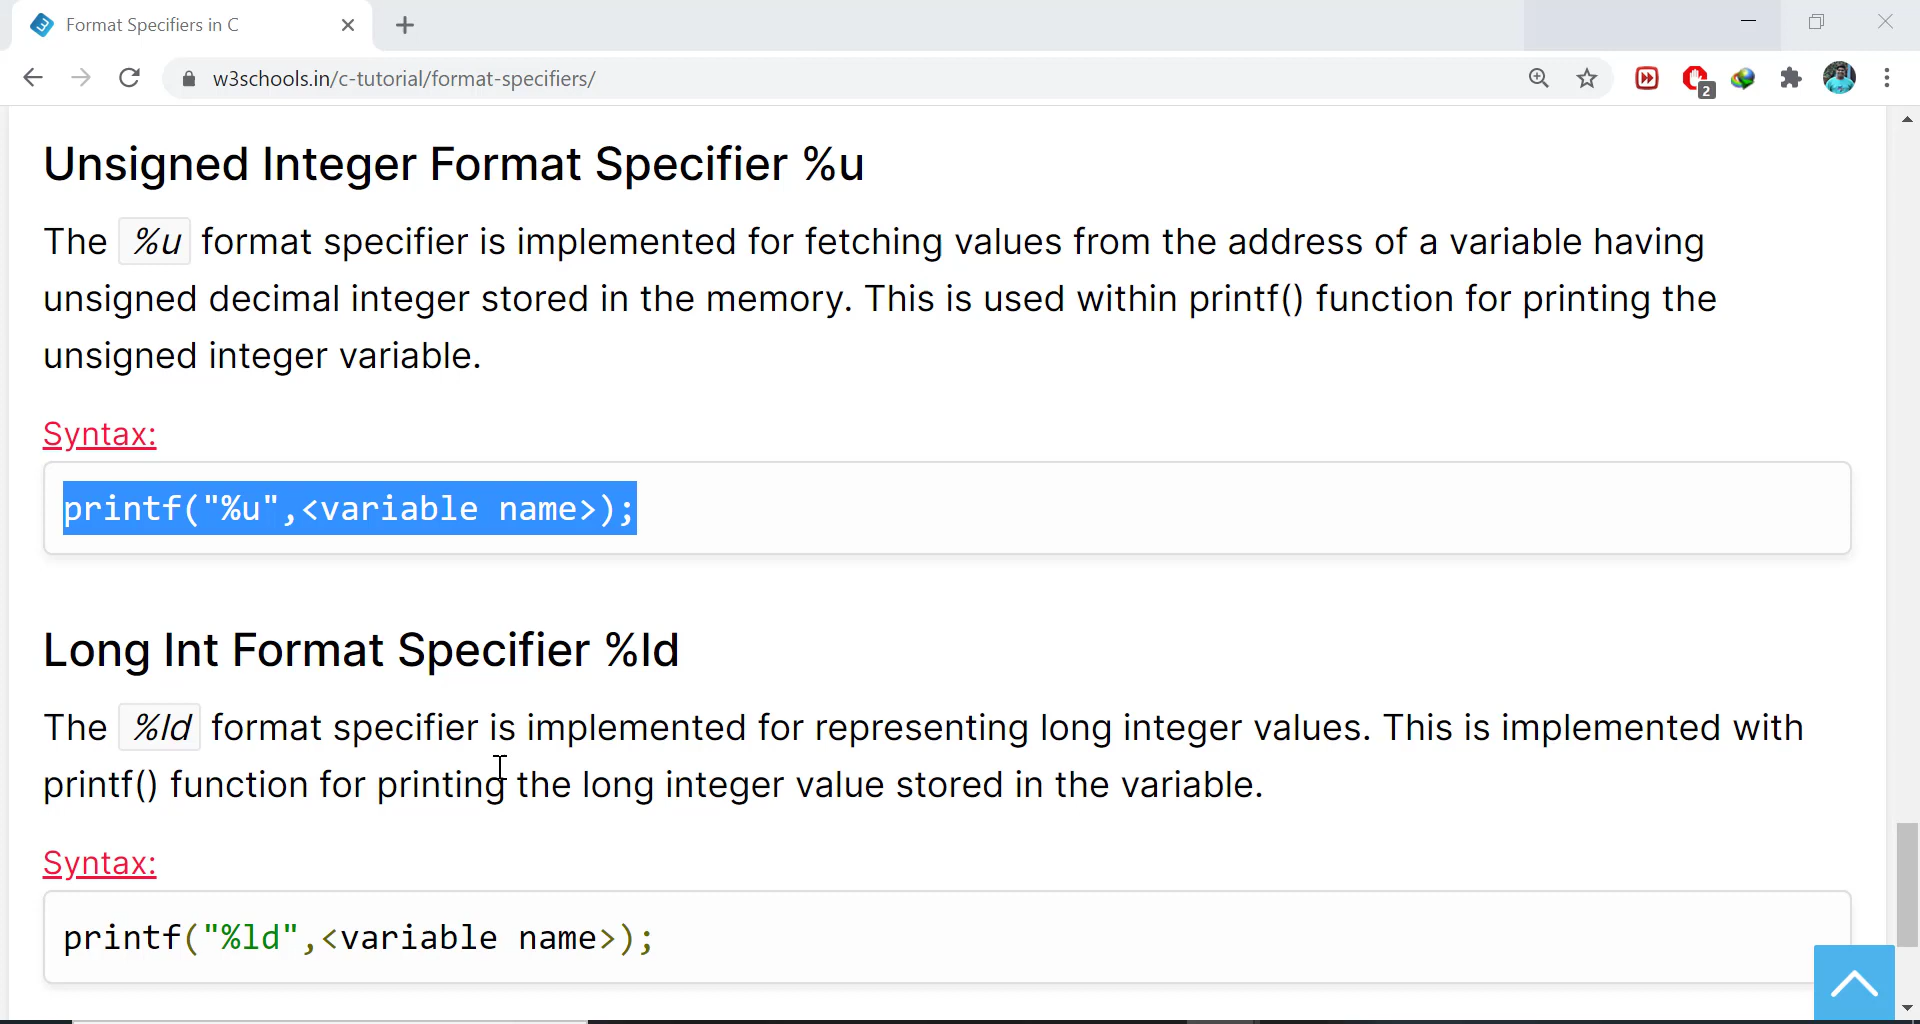 Format Specifiers in C
w3schools.in/c-tutorial/format-specifiers/
2
Unsigned Integer Format Specifier %u
The %u format specifier is implemented for fetching values from the address of a variable having
unsigned decimal integer stored in the memory. This is used within printf() function for printing the
unsigned integer variable.
Syntax:
printf("%u",<variable name>);
Long Int Format Specifier %ld
The %ld format specifier is implemented for representing long integer values. This is implemented with
printf() function for printing the long integer value stored in the variable.
Syntax:
printf("%ld",<variable name>);